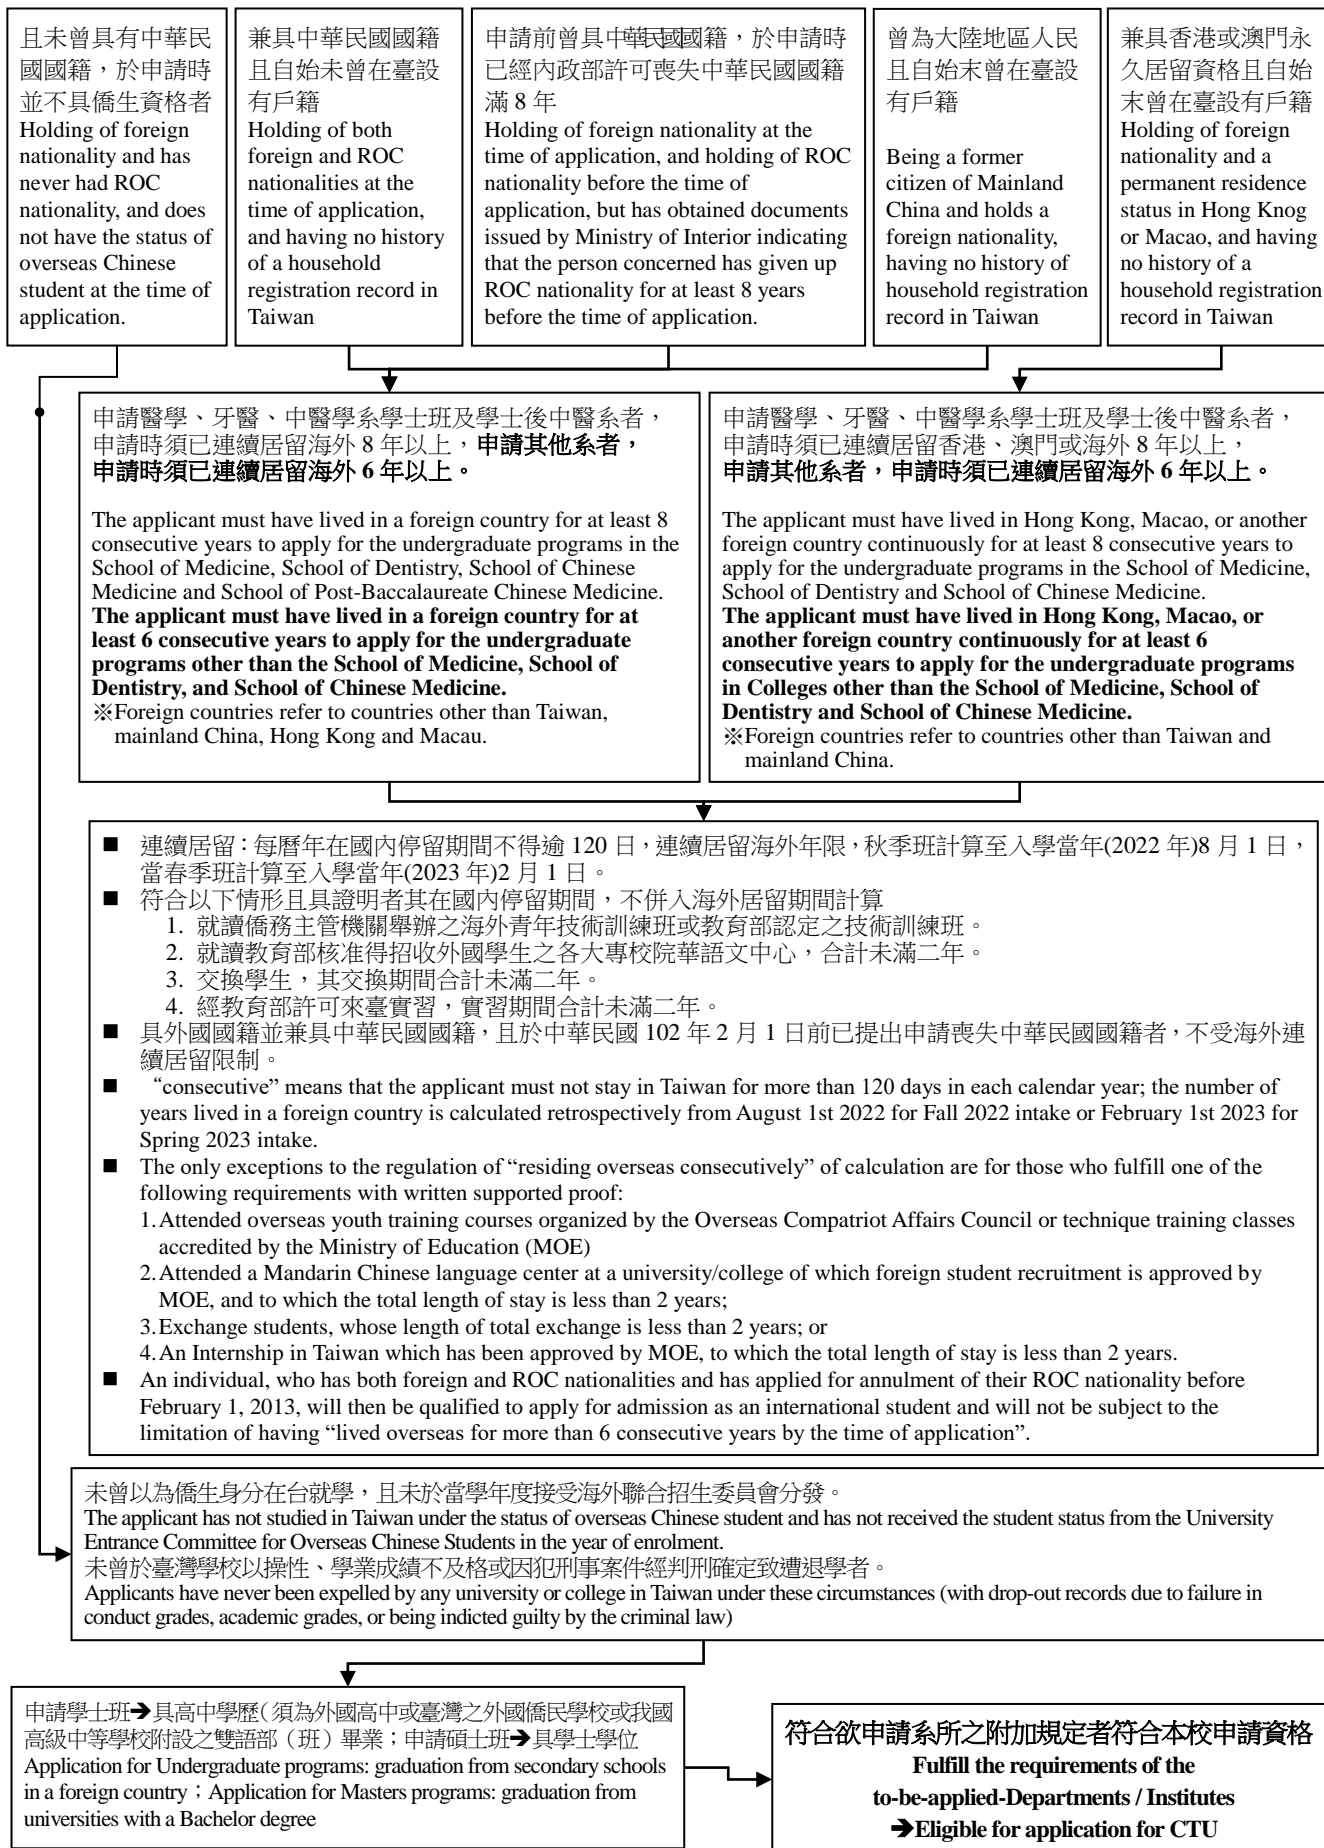 且未曾具有中華民
國國籍，於申請時
並不具僑生資格者
Holding of foreign
nationality and has
never had ROC
nationality, and does
not have the status of
overseas Chinese
student at the time of
application.
兼具中華民國國籍
且自始未曾在臺設
有戶籍
Holding of both
foreign and ROC
nationalities at the
time of application,
and having no history
of a household
registration record in
Taiwan
申請前曾具中華民國國籍，於申請時
已經內政部許可喪失中華民國國籍
滿 8 年
Holding of foreign nationality at the
time of application, and holding of ROC
nationality before the time of
application, but has obtained documents
issued by Ministry of Interior indicating
that the person concerned has given up
ROC nationality for at least 8 years
before the time of application.
曾為大陸地區人民
且自始末曾在臺設
有戶籍
Being a former
citizen of Mainland
China and holds a
foreign nationality,
having no history of
household registration
record in Taiwan
兼具香港或澳門永
久居留資格且自始
末曾在臺設有戶籍
Holding of foreign
nationality and a
permanent residence
status in Hong Knog
or Macao, and having
no history of a
household registration
record in Taiwan
申請醫學、牙醫、中醫學系學士班及學士後中醫系者，
申請時須已連續居留海外 8 年以上，申請其他系者，
申請時須已連續居留海外 6 年以上。
The applicant must have lived in a foreign country for at least 8
consecutive years to apply for the undergraduate programs in the
School of Medicine, School of Dentistry, School of Chinese
Medicine and School of Post-Baccalaureate Chinese Medicine.
The applicant must have lived in a foreign country for at
least 6 consecutive years to apply for the undergraduate
programs other than the School of Medicine, School of
Dentistry, and School of Chinese Medicine.
※Foreign countries refer to countries other than Taiwan,
mainland China, Hong Kong and Macau.
申請醫學、牙醫、中醫學系學士班及學士後中醫系者，
申請時須已連續居留香港、澳門或海外 8 年以上，
申請其他系者，申請時須已連續居留海外 6 年以上。
The applicant must have lived in Hong Kong, Macao, or another
foreign country continuously for at least 8 consecutive years to
apply for the undergraduate programs in the School of Medicine,
School of Dentistry and School of Chinese Medicine.
The applicant must have lived in Hong Kong, Macao, or
another foreign country continuously for at least 6
consecutive years to apply for the undergraduate programs
in Colleges other than the School of Medicine, School of
Dentistry and School of Chinese Medicine.
※Foreign countries refer to countries other than Taiwan and
mainland China.
■ 連續居留：每曆年在國內停留期間不得逾 120 日，連續居留海外年限，秋季班計算至入學當年(2022 年)8 月 1 日，
當春季班計算至入學當年(2023 年)2 月 1 日。
■ 符合以下情形且具證明者其在國內停留期間，不併入海外居留期間計算
1. 就讀僑務主管機關舉辦之海外青年技術訓練班或教育部認定之技術訓練班。
2. 就讀教育部核准得招收外國學生之各大專校院華語文中心，合計未滿二年。
3. 交換學生，其交換期間合計未滿二年。
4. 經教育部許可來臺實習，實習期間合計未滿二年。
■ 具外國國籍並兼具中華民國國籍，且於中華民國 102 年 2 月 1 日前已提出申請喪失中華民國國籍者，不受海外連
續居留限制。
■ “consecutive” means that the applicant must not stay in Taiwan for more than 120 days in each calendar year; the number of
years lived in a foreign country is calculated retrospectively from August 1st 2022 for Fall 2022 intake or February 1st 2023 for
Spring 2023 intake.
■ The only exceptions to the regulation of “residing overseas consecutively” of calculation are for those who fulfill one of the
following requirements with written supported proof:
1.Attended overseas youth training courses organized by the Overseas Compatriot Affairs Council or technique training classes
accredited by the Ministry of Education (MOE)
2.Attended a Mandarin Chinese language center at a university/college of which foreign student recruitment is approved by
MOE, and to which the total length of stay is less than 2 years;
3.Exchange students, whose length of total exchange is less than 2 years; or
4.An Internship in Taiwan which has been approved by MOE, to which the total length of stay is less than 2 years.
■ An individual, who has both foreign and ROC nationalities and has applied for annulment of their ROC nationality before
February 1, 2013, will then be qualified to apply for admission as an international student and will not be subject to the
limitation of having “lived overseas for more than 6 consecutive years by the time of application”.
未曾以為僑生身分在台就學，且未於當學年度接受海外聯合招生委員會分發。
The applicant has not studied in Taiwan under the status of overseas Chinese student and has not received the student status from the University
Entrance Committee for Overseas Chinese Students in the year of enrolment.
未曾於臺灣學校以操性、學業成績不及格或因犯刑事案件經判刑確定致遭退學者。
Applicants have never been expelled by any university or college in Taiwan under these circumstances (with drop-out records due to failure in
conduct grades, academic grades, or being indicted guilty by the criminal law)
申請學士班➔具高中學歷（須為外國高中或臺灣之外國僑民學校或我國
高級中等學校附設之雙語部（班）畢業；申請碩士班➔具學士學位
Application for Undergraduate programs: graduation from secondary schools
in a foreign country；Application for Masters programs: graduation from
universities with a Bachelor degree
符合欲申請系所之附加規定者符合本校申請資格
Fulfill the requirements of the
to-be-applied-Departments / Institutes
➔Eligible for application for CTU